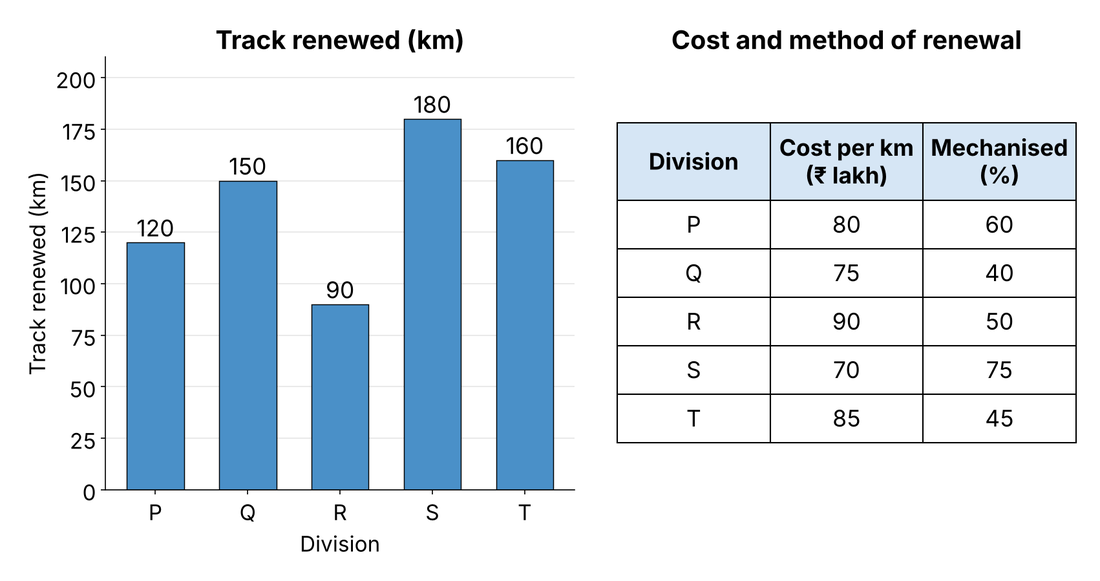 Track renewed (km)
200
175
150
125
100
75
50
25
0
Track renewed (km)
120
150
90
180
160
P Q R S T
Division
Cost and method of renewal
Division Cost per km (₹ lakh) Mechanised (%)
P 80 60
Q 75 40
R 90 50
S 70 75
T 85 45